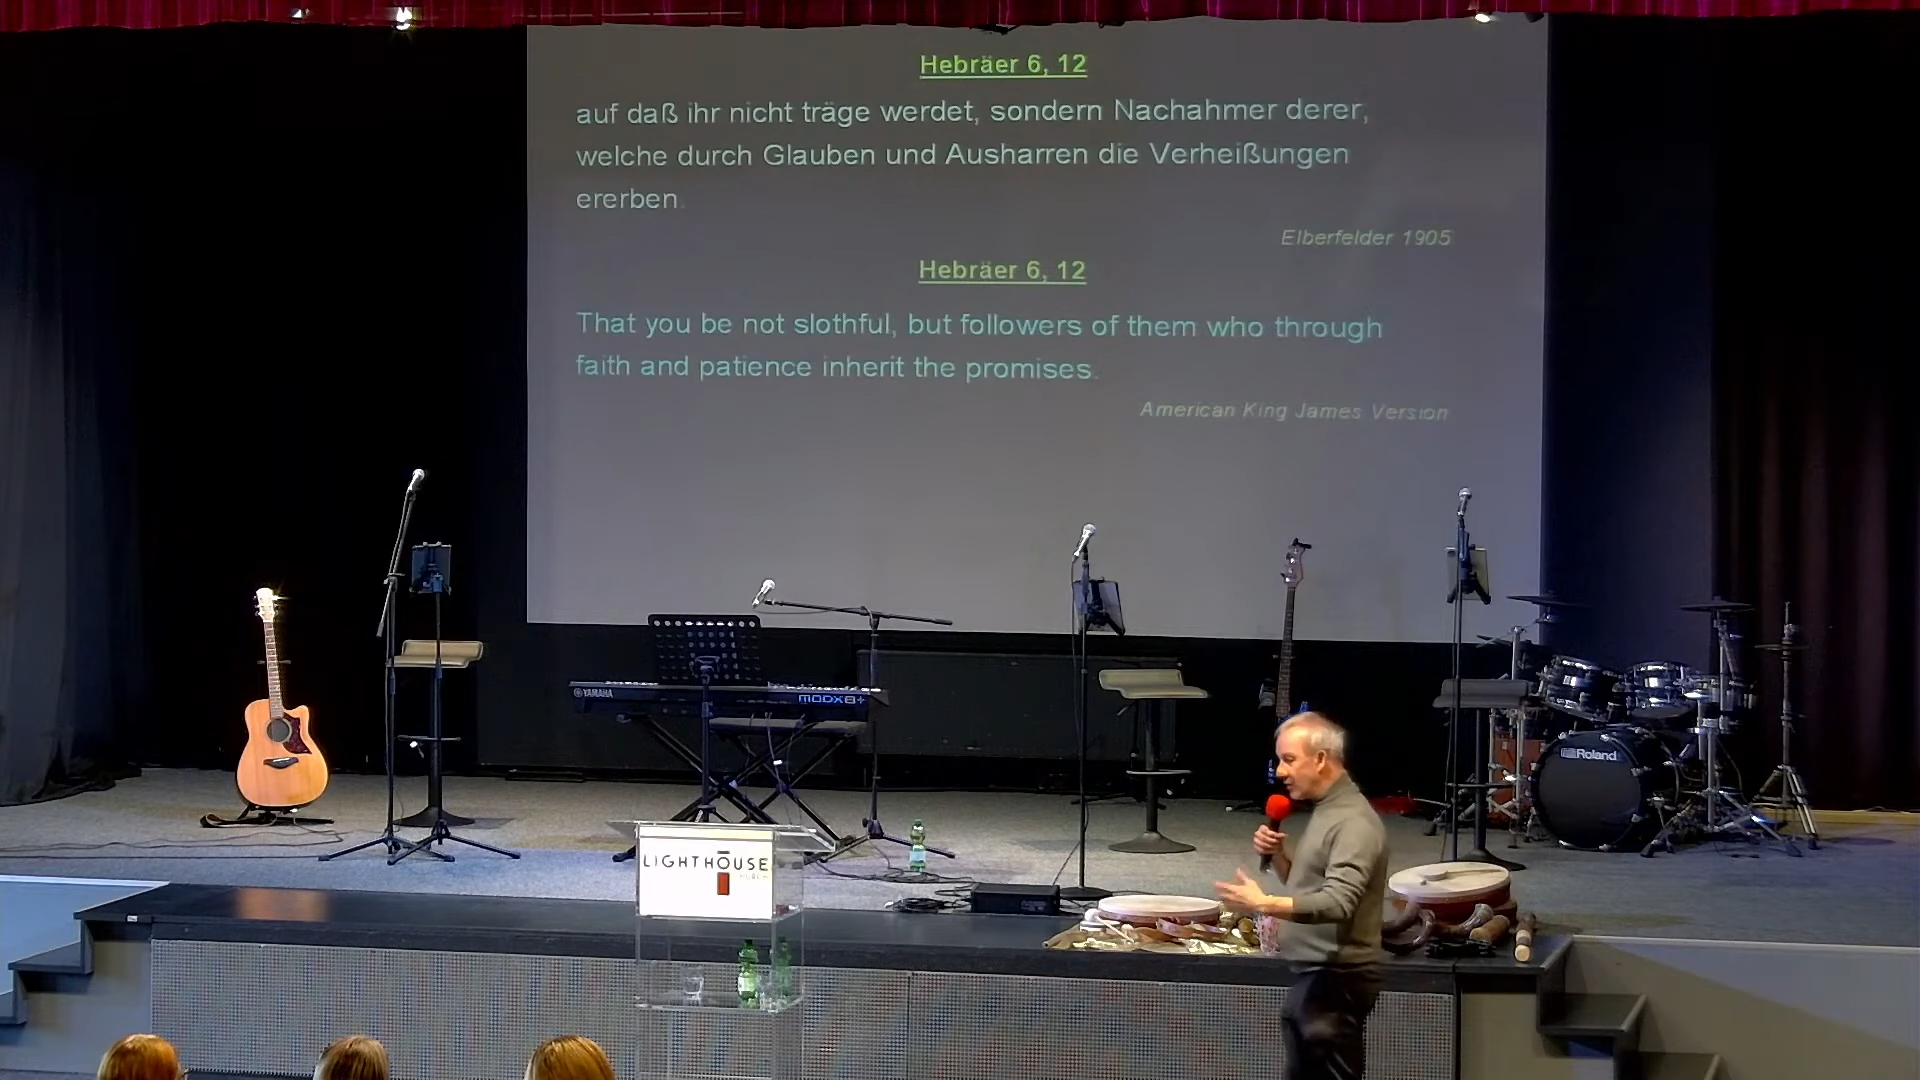 Hebräer 6, 12
auf daß ihr nicht träge werdet, sondern Nachahmer derer,
welche durch Glauben und Ausharren die Verheißungen
ererben.
Elberfelder 1905
Hebräer 6, 12
That you be not slothful, but followers of them who through
faith and patience inherit the promises.
American King James Version
YAMAHA
MODX8+
Roland
LIGHTHOUSE
CHURCH